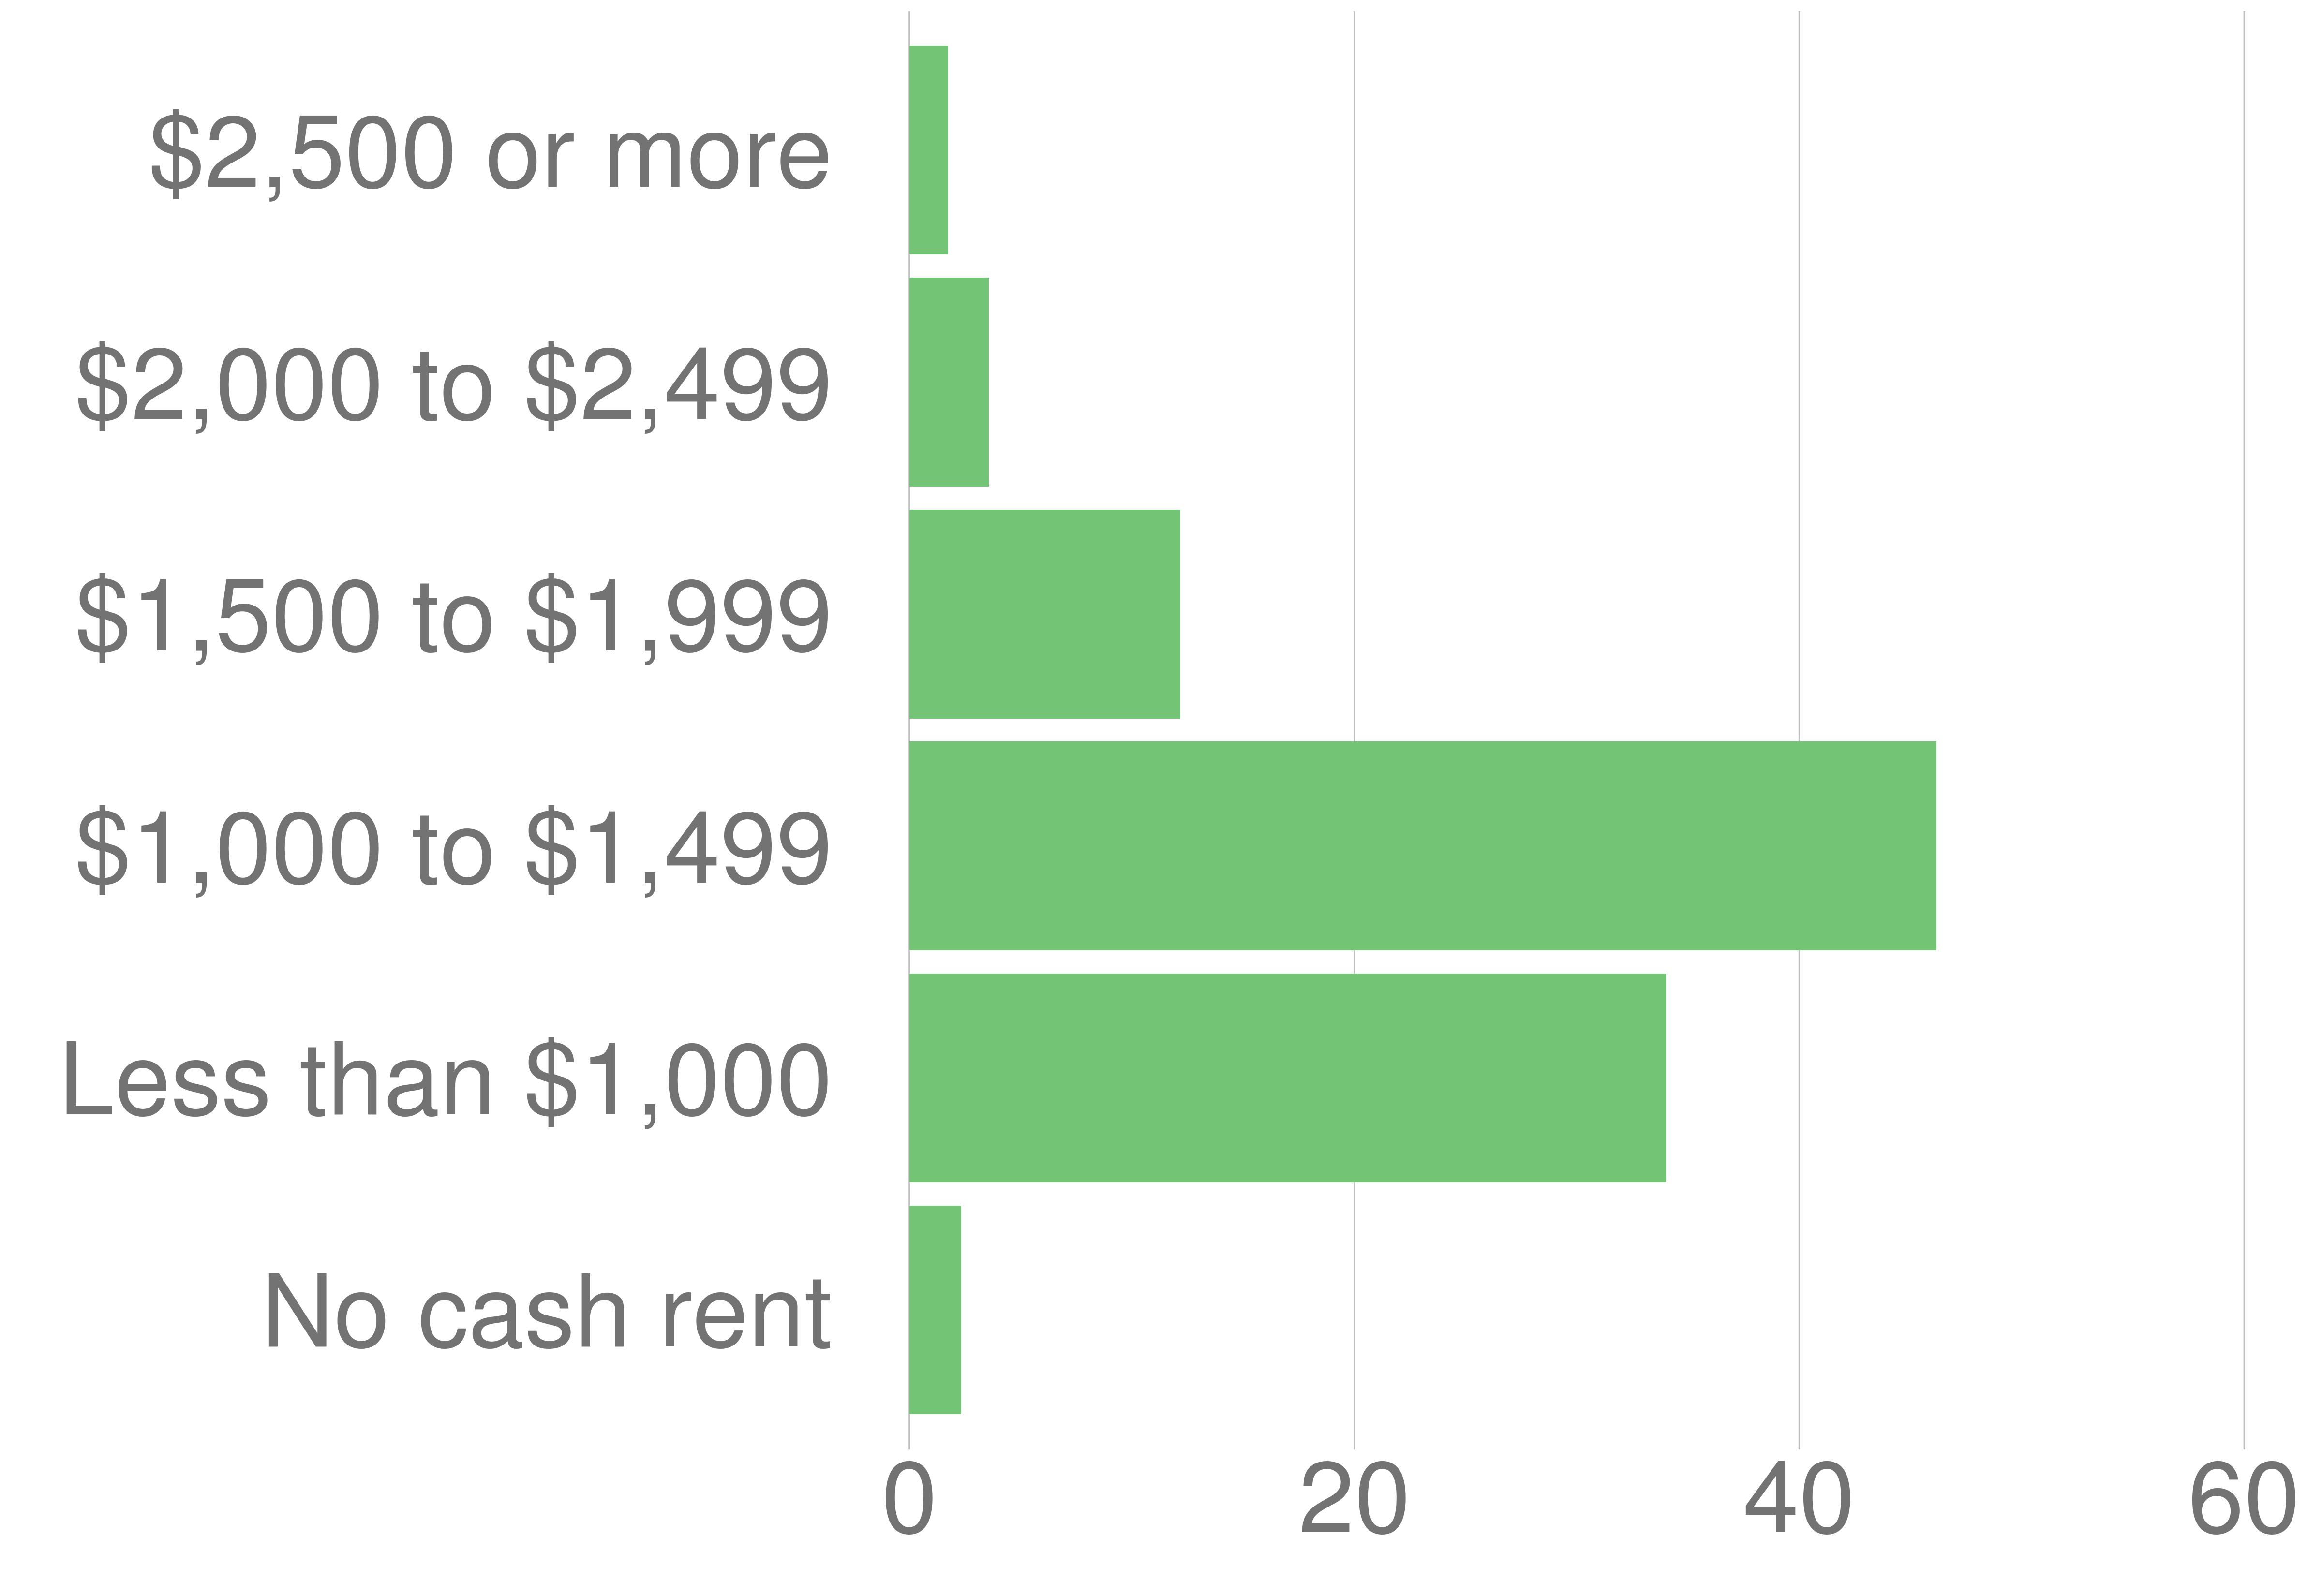 $2,500 or more
$2,000 to $2,499
$1,500 to $1,999
$1,000 to $1,499
Less than $1,000
No cash rent
0 20 40 60